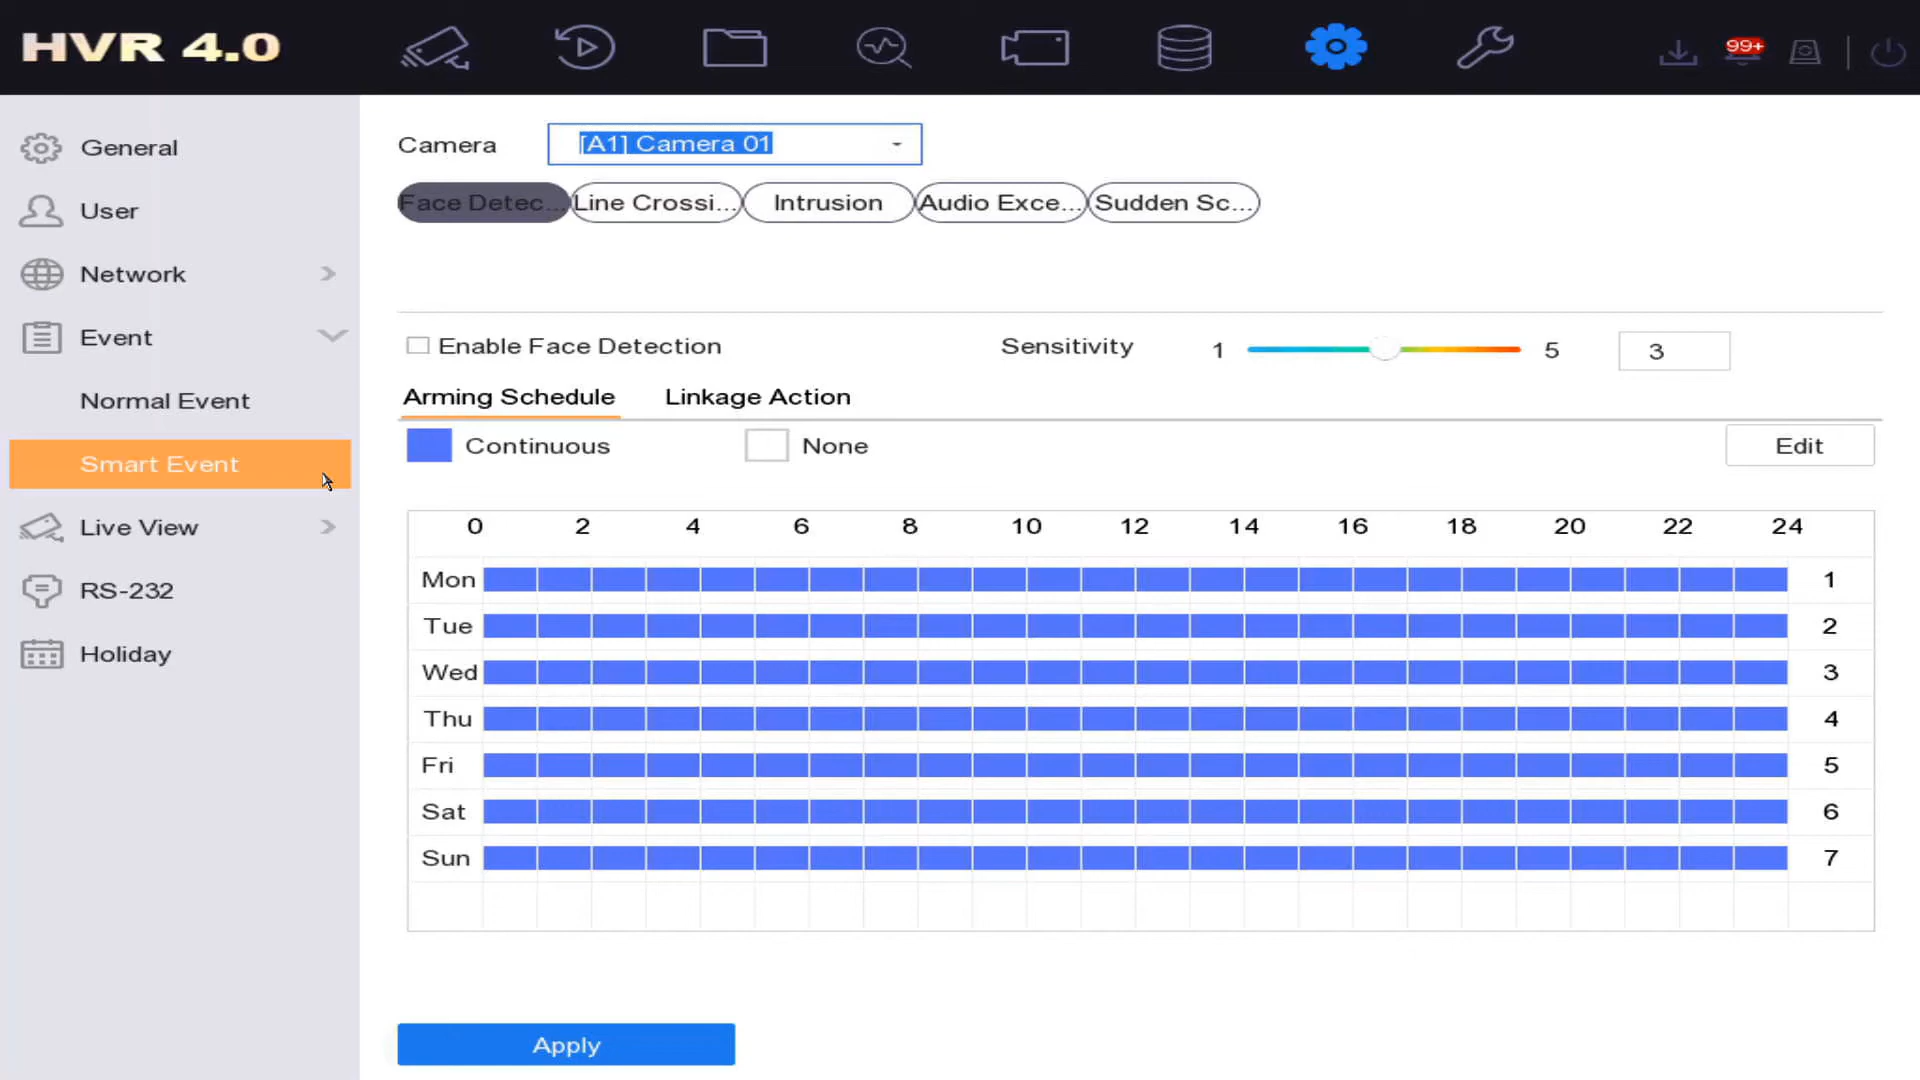 HVR 4.0
99+
General
User
Network
Event
Normal Event
Smart Event
Live View
RS-232
Holiday
Camera [A1] Camera 01
Face Detec... Line Crossi... Intrusion Audio Exce... Sudden Sc...
Enable Face Detection Sensitivity 1 5 3
Arming Schedule Linkage Action
Continuous None Edit
0 2 4 6 8 10 12 14 16 18 20 22 24
Mon 1
Tue 2
Wed 3
Thu 4
Fri 5
Sat 6
Sun 7
Apply